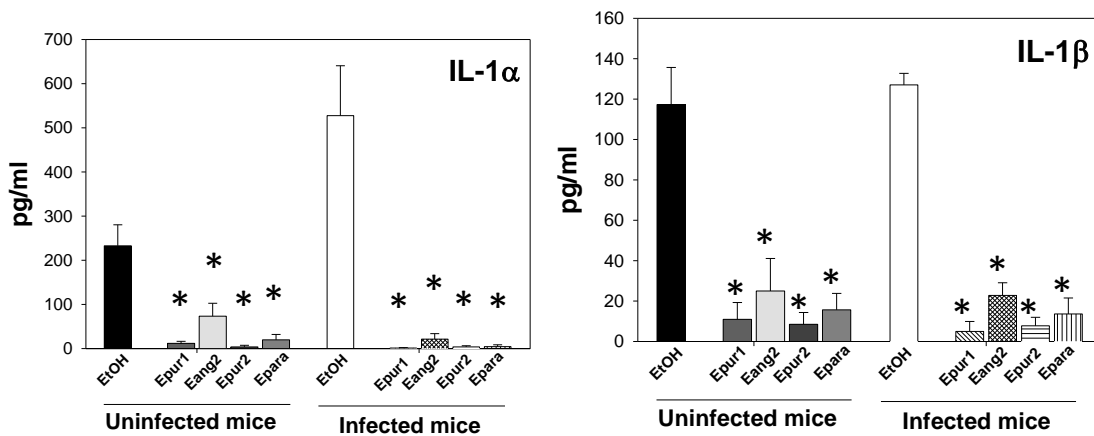 IL-1α
pg/ml
700
600
500
400
300
200
100
0
*
*
*
*
*
*
*
*
EtOH
Epur1
Eang2
Epur2
Epara
EtOH
Epur1
Eang2
Epur2
Epara
Uninfected mice
Infected mice
IL-1β
pg/ml
160
140
120
100
80
60
40
20
0
*
*
*
*
*
*
*
*
EtOH
Epur1
Eang2
Epur2
Epara
EtOH
Epur1
Eang2
Epur2
Epara
Uninfected mice
Infected mice